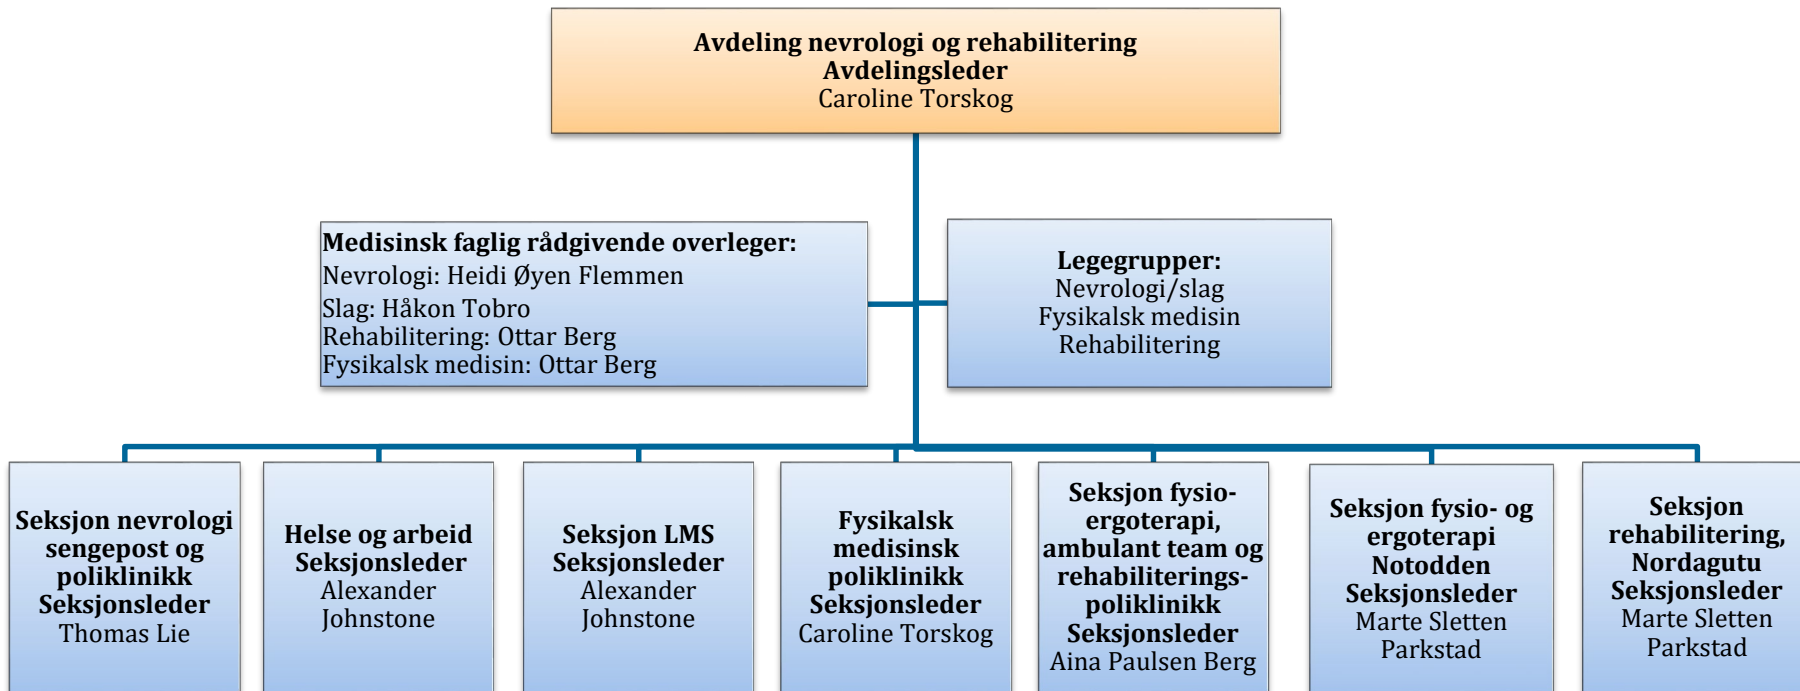 Avdeling nevrologi og rehabilitering
Avdelingsleder
Caroline Torskog
Medisinsk faglig rådgivende overleger:
Nevrologi: Heidi Øyen Flemmen
Slag: Håkon Tobro
Rehabilitering: Ottar Berg
Fysikalsk medisin: Ottar Berg
Legegrupper:
Nevrologi/slag
Fysikalsk medisin
Rehabilitering
Seksjon nevrologi
sengepost og
poliklinikk
Seksjonsleder
Thomas Lie
Helse og arbeid
Seksjonsleder
Alexander
Johnstone
Seksjon LMS
Seksjonsleder
Alexander
Johnstone
Fysikalsk
medisinsk
poliklinikk
Seksjonsleder
Caroline Torskog
Seksjon fysio-
ergoterapi,
ambulant team og
rehabiliterings-
poliklinikk
Seksjonsleder
Aina Paulsen Berg
Seksjon fysio- og
ergoterapi
Notodden
Seksjonsleder
Marte Sletten
Parkstad
Seksjon
rehabilitering,
Nordagutu
Seksjonsleder
Marte Sletten
Parkstad